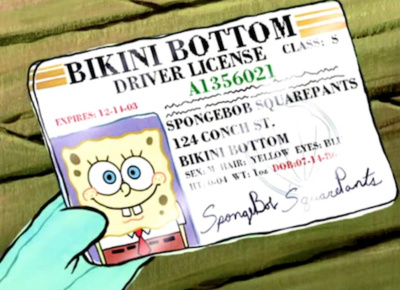 BIKINI BOTTOM
DRIVER LICENSE CLASS: S
A1356021
EXPIRES: 12-14-03
SPONGEBOB SQUAREPANTS
124 CONCH ST.
BIKINI BOTTOM
SEX: M HAIR: YELLOW EYES: BLU
HT: 0-04 WT: 1oz DOB:07-14-86
SpongeBob SquarePants